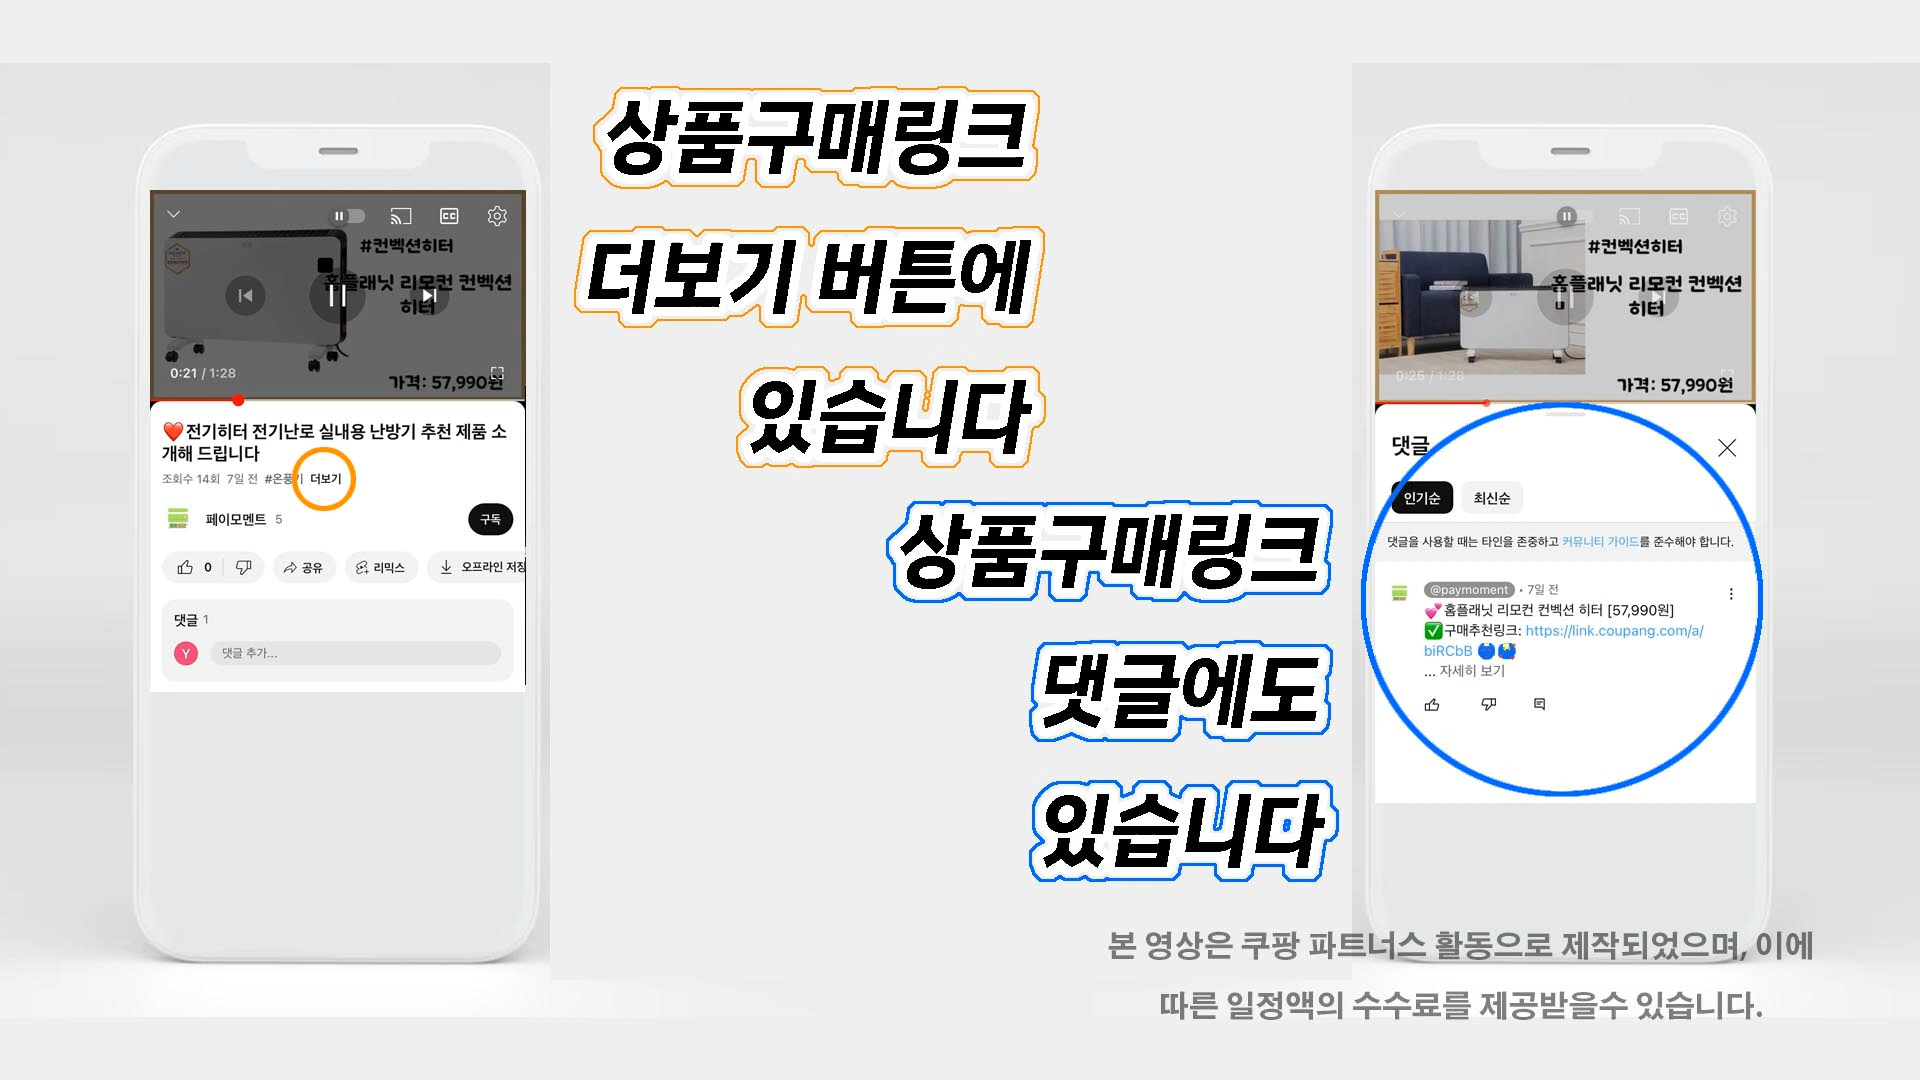 상품구매링크
더보기 버튼에
있습니다
상품구매링크
댓글에도
있습니다
#컨벡션히터
홈플래닛 리모컨 컨벡션
히터
0:21 / 1:28
가격: 57,990원
❤️전기히터 전기난로 실내용 난방기 추천 제품 소
개해 드립니다
조회수 14회 7일 전 #온풍기 더보기
페이모멘트 5
구독
0
공유
리믹스
오프라인 저장
댓글 1
Y
댓글 추가...
#컨벡션히터
홈플래닛 리모컨 컨벡션
히터
0:25 / 1:28
가격: 57,990원
댓글
인기순
최신순
댓글을 사용할 때는 타인을 존중하고 커뮤니티 가이드를 준수해야 합니다.
@paymoment • 7일 전
💕홈플래닛 리모컨 컨벡션 히터 [57,990원]
✅구매추천링크: https://link.coupang.com/a/
biRCbB
... 자세히 보기
본 영상은 쿠팡 파트너스 활동으로 제작되었으며, 이에
따른 일정액의 수수료를 제공받을수 있습니다.